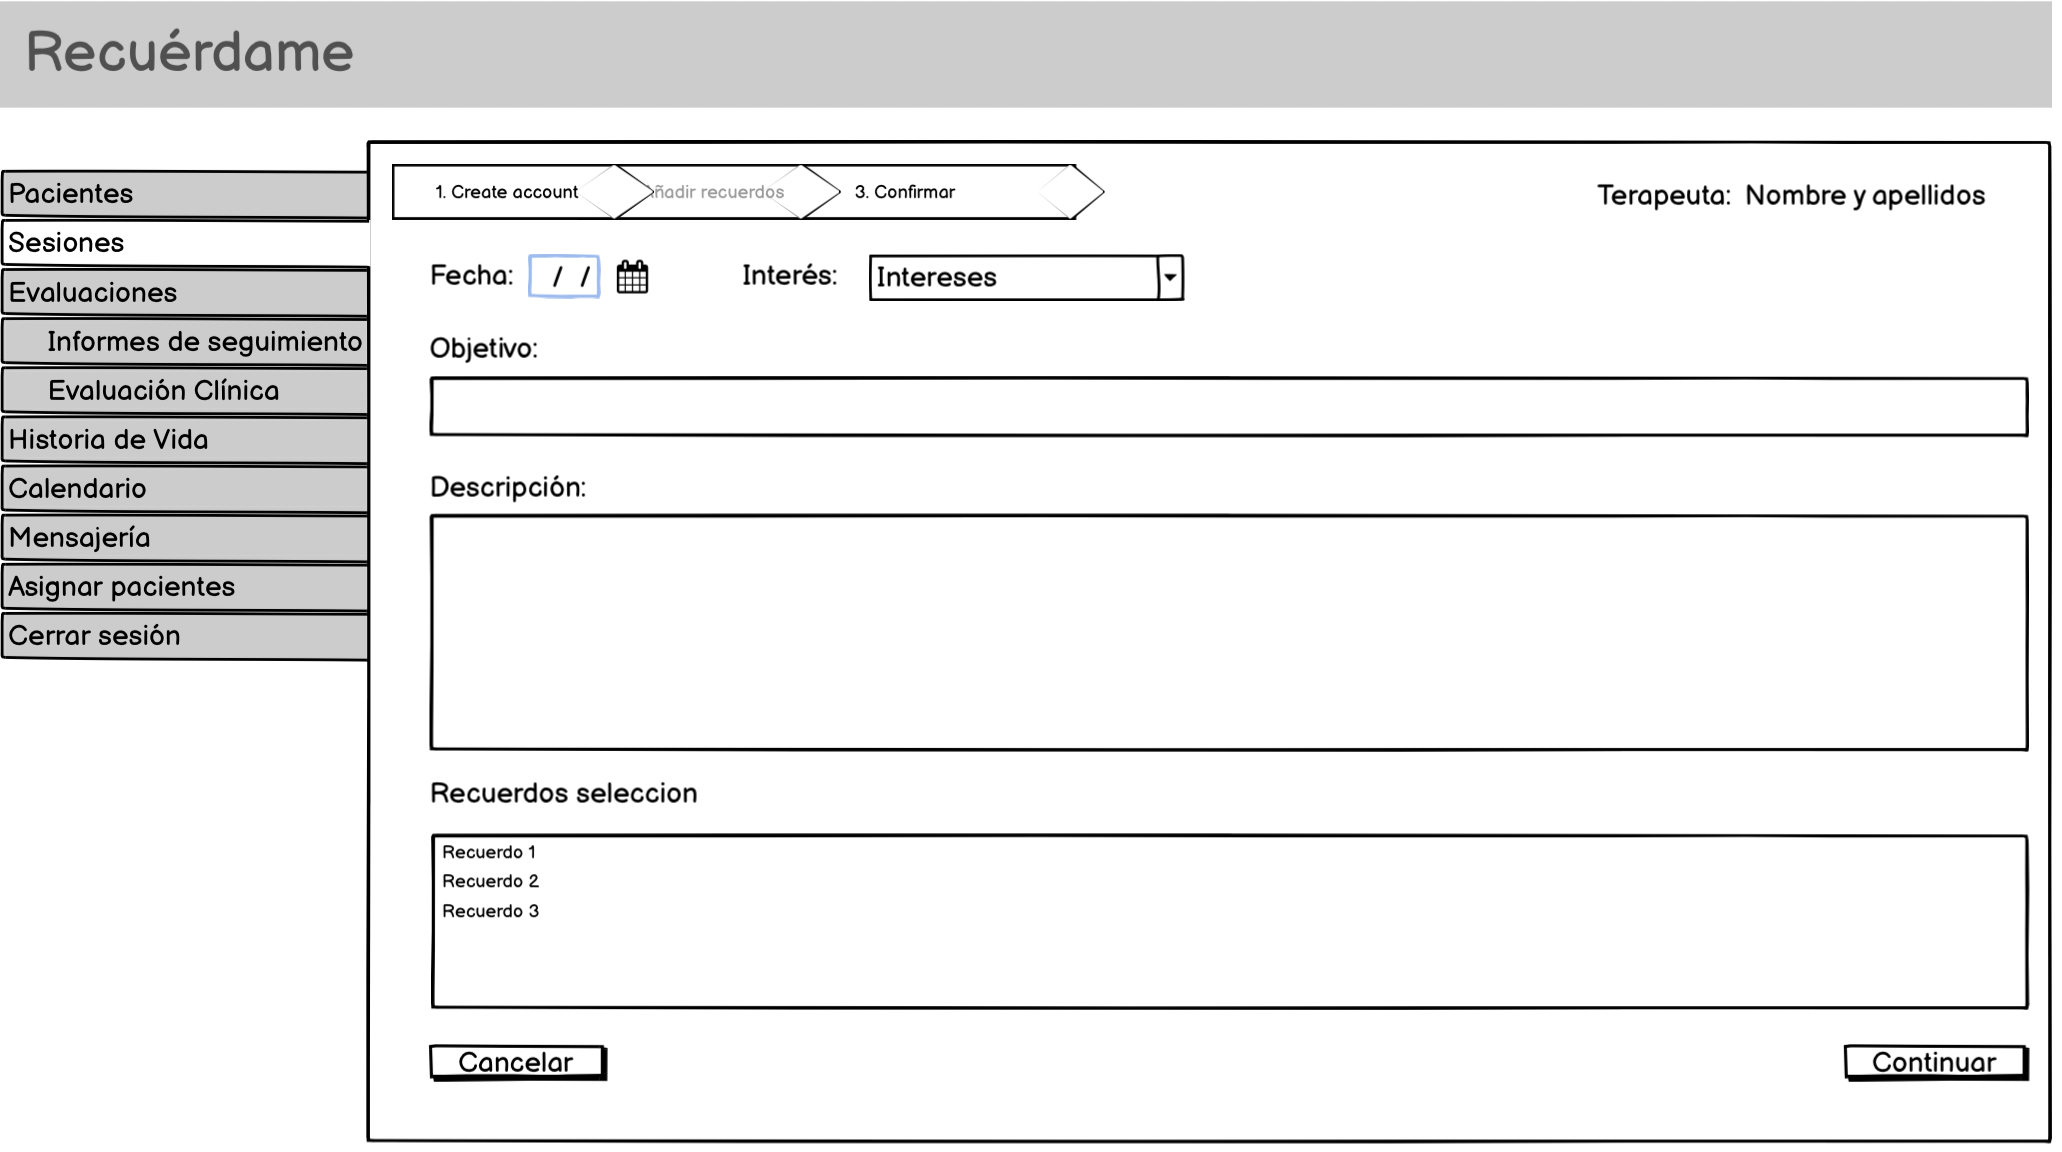 Recuérdame
Pacientes
Sesiones
Evaluaciones
Informes de seguimiento
Evaluación Clínica
Historia de Vida
Calendario
Mensajería
Asignar pacientes
Cerrar sesión
1. Create account
ñadir recuerdos
3. Confirmar
Terapeuta: Nombre y apellidos
Fecha: / /
Interés: Intereses
Objetivo:
Descripción:
Recuerdos seleccion
Recuerdo 1
Recuerdo 2
Recuerdo 3
Cancelar
Continuar